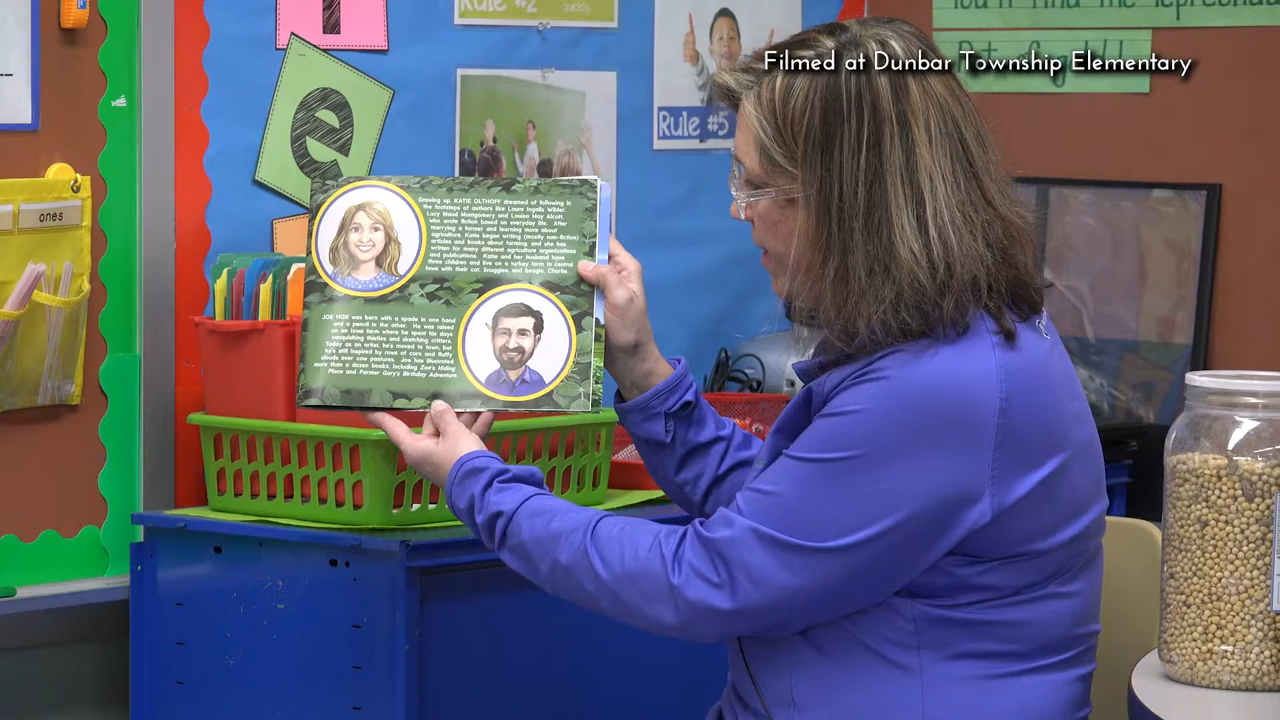 Rule #2
quickly.
You'll find the leprechaun
Filmed at Dunbar Township Elementary
e
Rule #5
ones
Growing up, KATIE OLTHOFF dreamed of following in
the footsteps of authors like Laura Ingalls Wilder
Lucy Maud Montgomery and Louisa May Alcott,
who wrote fiction based on everyday life. After
marrying a farmer and learning more about
agriculture, Katie began writing (mostly non-fiction)
articles and books about farming, and she has
written for many different agriculture organizations
and publications. Katie and her husband have
three children and live on a turkey farm in central
Iowa with their cat, Snuggles, and beagle, Charlie.
JOE HOX was born with a spade in one hand
and a pencil in the other. He was raised
on an Iowa farm where he spent his days
vanquishing thistles and sketching critters.
Today as an artist, he's moved to town, but
he's still inspired by rows of corn and fluffy
clouds over cow pastures. Joe has illustrated
more than a dozen books, including Zoe's Hiding
Place and Farmer Gary's Birthday Adventure.